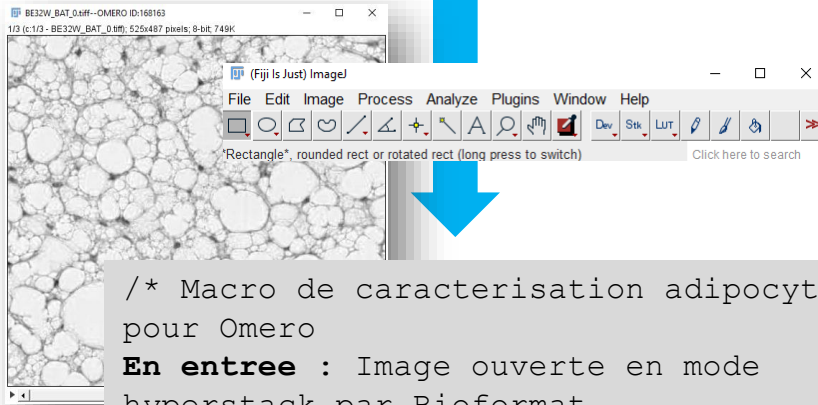 BE32W_BAT_0.tiff--OMERO ID:168163
1/3 (c:1/3 - BE32W_BAT_0.tiff); 525x487 pixels; 8-bit; 749K
(Fiji Is Just) ImageJ
File Edit Image Process Analyze Plugins Window Help
Dev Stk LUT
*Rectangle*, rounded rect or rotated rect (long press to switch) Click here to search
/* Macro de caracterisation adipocyt
pour Omero
En entree : Image ouverte en mode
hyperstack par Bioformat